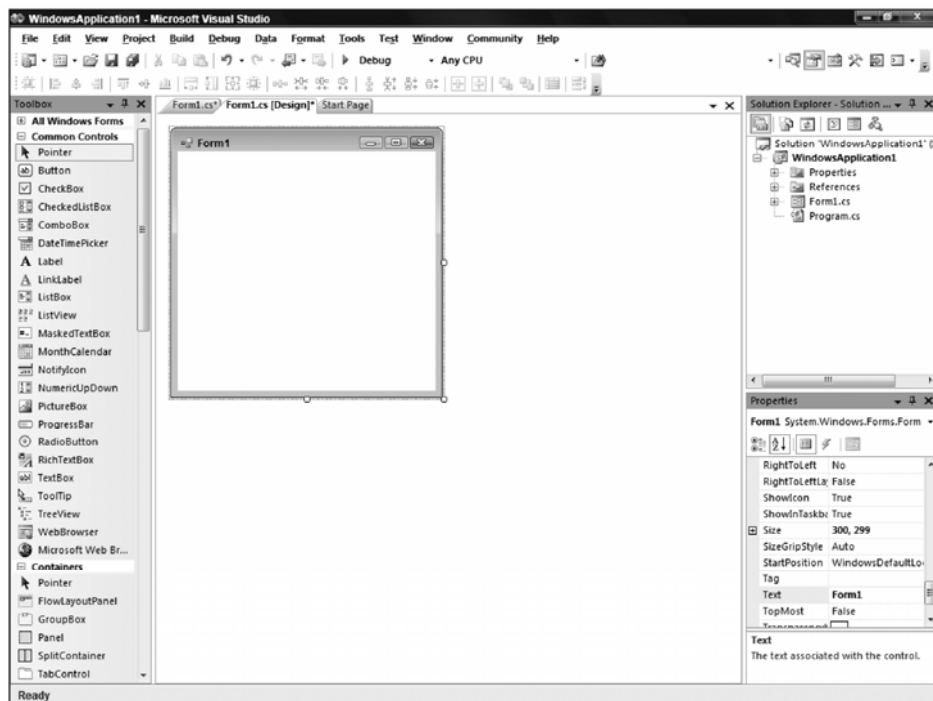 WindowsApplication1 - Microsoft Visual Studio
File Edit View Project Build Debug Data Format Tools Test Window Community Help
Debug Any CPU
Toolbox
All Windows Forms
Common Controls
Pointer
Button
CheckBox
CheckedListBox
ComboBox
DateTimePicker
Label
LinkLabel
ListBox
ListView
MaskedTextBox
MonthCalendar
NotifyIcon
NumericUpDown
PictureBox
ProgressBar
RadioButton
RichTextBox
TextBox
ToolTip
TreeView
WebBrowser
Microsoft Web Br...
Containers
Pointer
FlowLayoutPanel
GroupBox
Panel
SplitContainer
TabControl
Form1.cs* Form1.cs [Design]* Start Page
Form1
Solution Explorer - Solution ...
Solution 'WindowsApplication1' (
WindowsApplication1
Properties
References
Form1.cs
Program.cs
Properties
Form1 System.Windows.Forms.Form
RightToLeft No
RightToLeftLa False
ShowIcon True
ShowInTaskba True
Size 300, 299
SizeGripStyle Auto
StartPosition WindowsDefaultLo
Tag
Text Form1
TopMost False
Text
The text associated with the control.
Ready